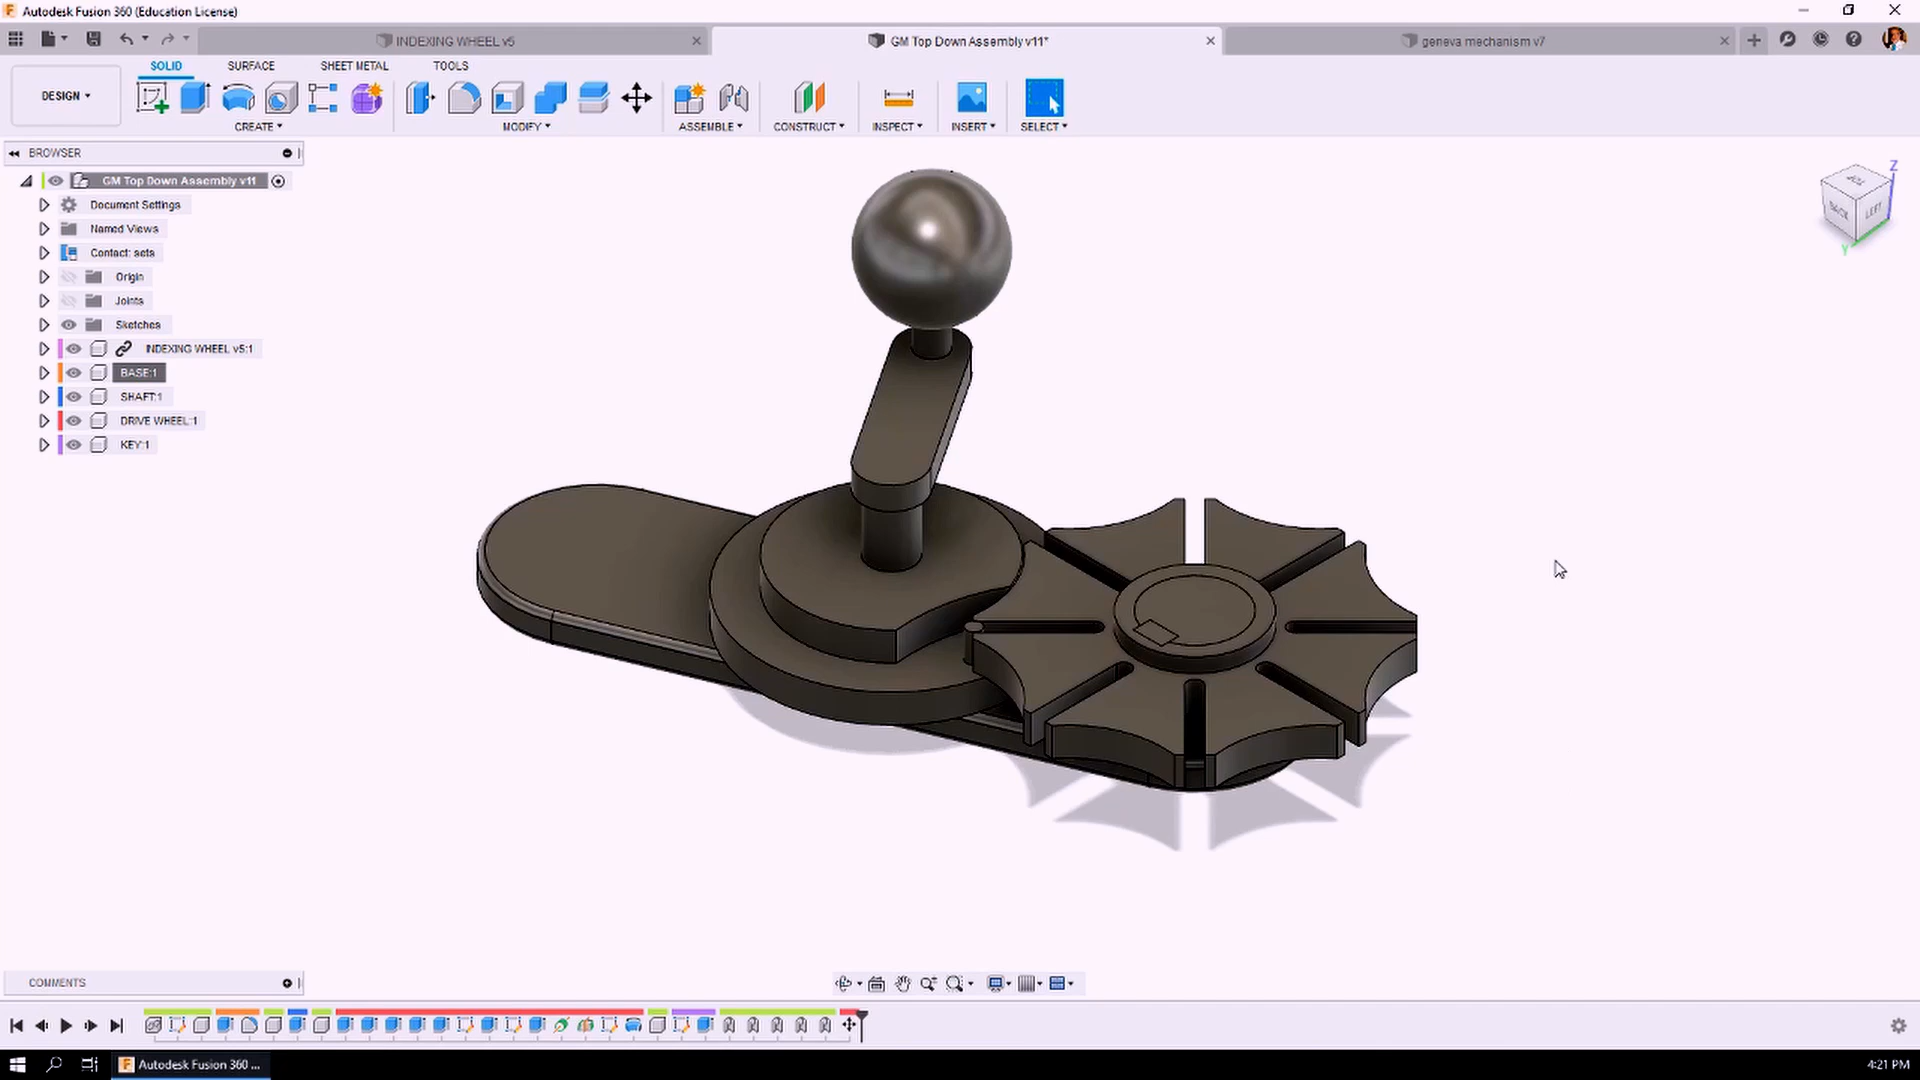 Autodesk Fusion 360 (Education License)
INDEXING WHEEL v5
GM Top Down Assembly v11*
geneva mechanism v7
SOLID
SURFACE
SHEET METAL
TOOLS
DESIGN
CREATE
MODIFY
ASSEMBLE
CONSTRUCT
INSPECT
INSERT
SELECT
BROWSER
GM Top Down Assembly v11
Document Settings
Named Views
Contact: sets
Origin
Joints
Sketches
INDEXING WHEEL v5:1
BASE:1
SHAFT:1
DRIVE WHEEL:1
KEY:1
Z
TOP
BACK
LEFT
Y
COMMENTS
Autodesk Fusion 360 ...
4:21 PM